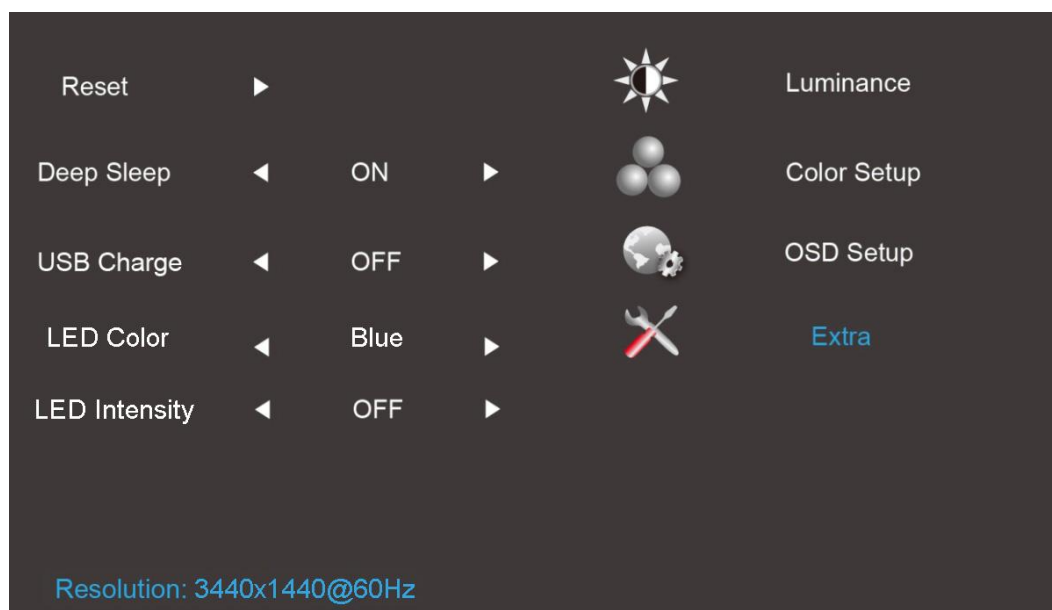 Reset Luminance
Deep Sleep ON Color Setup
USB Charge OFF OSD Setup
LED Color Blue Extra
LED Intensity OFF
Resolution: 3440x1440@60Hz